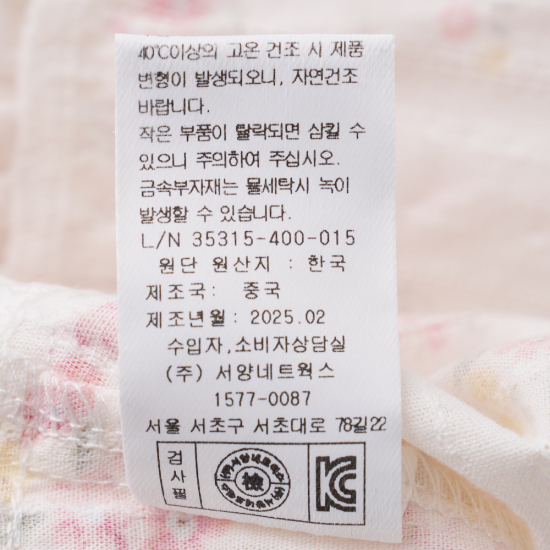 40℃이상의 고온 건조 시 제품
변형이 발생되오니, 자연건조
바랍니다.
작은 부품이 탈락되면 삼킬 수
있으니 주의하여 주십시오.
금속부자재는 물세탁시 녹이
발생할 수 있습니다.
L/N 35315-400-015
원단 원산지 : 한국
제조국: 중국
제조년월: 2025.02
수입자,소비자상담실
(주) 서양네트웍스
1577-0087
서울 서초구 서초대로 78길22
검사필
檢
KC